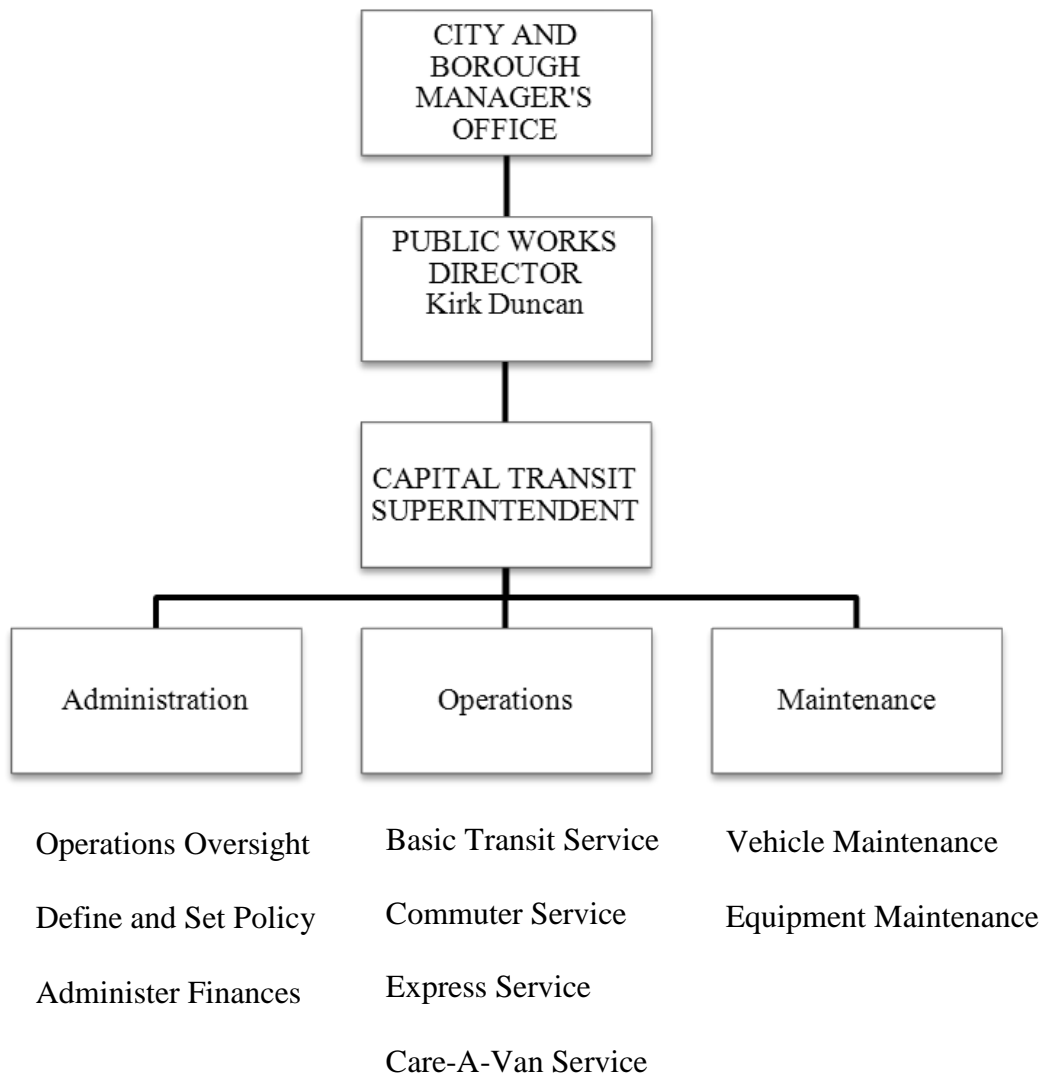 CITY AND
BOROUGH
MANAGER'S
OFFICE
PUBLIC WORKS
DIRECTOR
Kirk Duncan
CAPITAL TRANSIT
SUPERINTENDENT
Administration
Operations
Maintenance
Operations Oversight
Define and Set Policy
Administer Finances
Basic Transit Service
Commuter Service
Express Service
Care-A-Van Service
Vehicle Maintenance
Equipment Maintenance